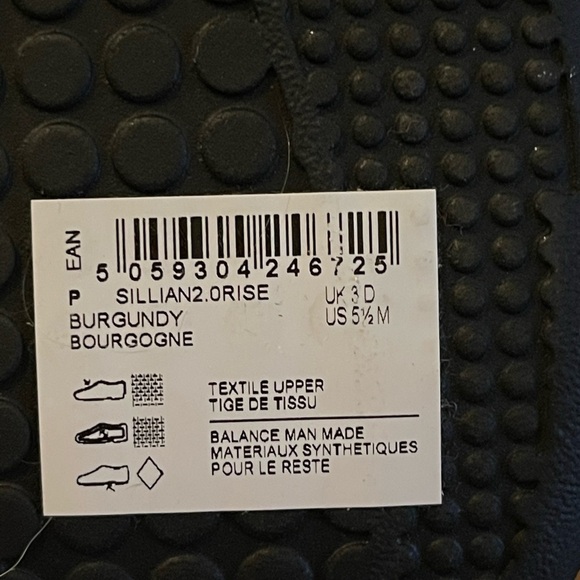 EAN
5 059304 246725
P SILLIAN2.0RISE UK 3 D
BURGUNDY US 5½ M
BOURGOGNE
TEXTILE UPPER
TIGE DE TISSU
BALANCE MAN MADE
MATERIAUX SYNTHETIQUES
POUR LE RESTE